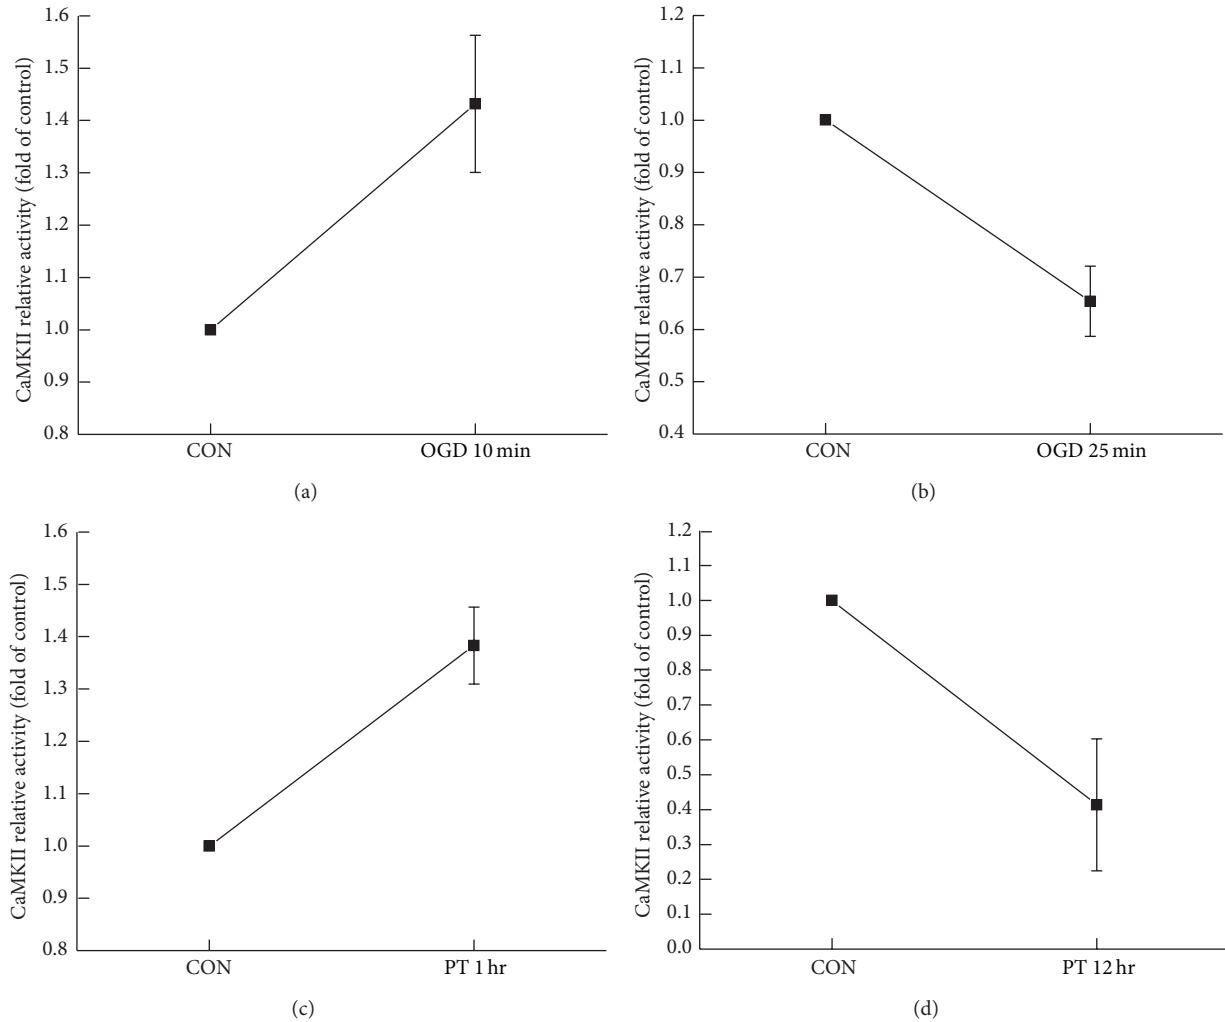 CaMKII relative activity (fold of control)
1.6
1.5
1.4
1.3
1.2
1.1
1.0
0.9
0.8
CON
OGD 10 min
(a)
CaMKII relative activity (fold of control)
1.2
1.1
1.0
0.9
0.8
0.7
0.6
0.5
0.4
CON
OGD 25 min
(b)
CaMKII relative activity (fold of control)
1.6
1.5
1.4
1.3
1.2
1.1
1.0
0.9
0.8
CON
PT 1 hr
(c)
CaMKII relative activity (fold of control)
1.2
1.1
1.0
0.9
0.8
0.7
0.6
0.5
0.4
0.3
0.2
0.1
0.0
CON
PT 12 hr
(d)